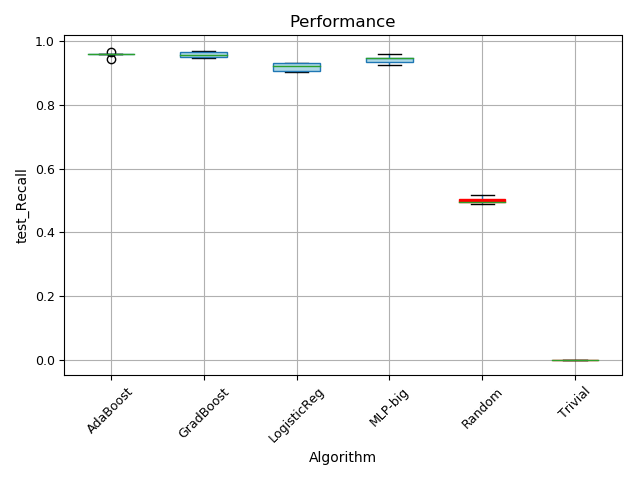 Performance
1.0
0.8
0.6
0.4
0.2
0.0
test_Recall
AdaBoost
GradBoost
LogisticReg
MLP-big
Random
Trivial
Algorithm